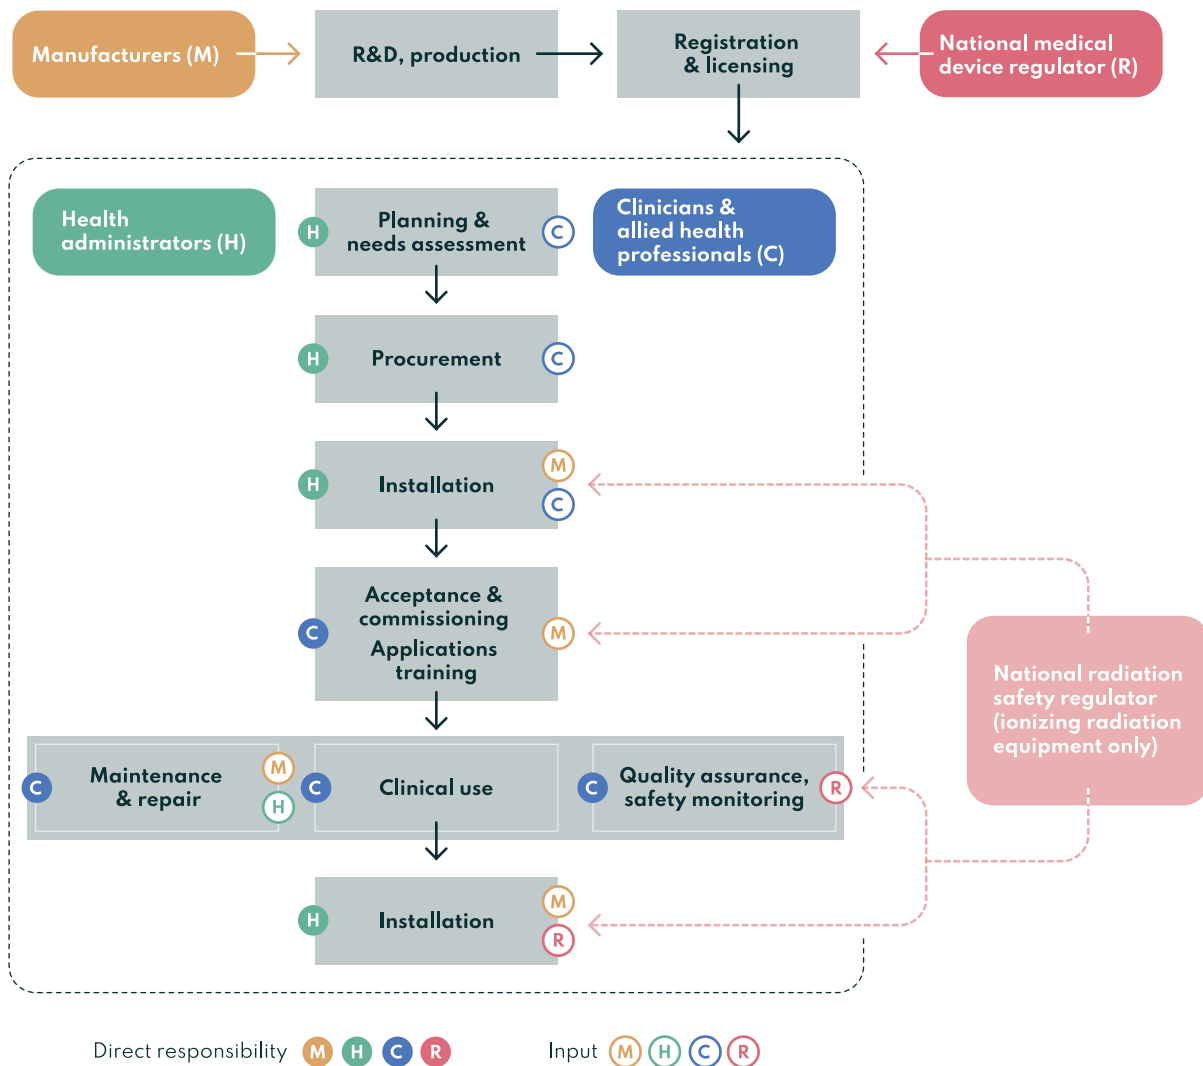 Manufacturers (M)
R&D, production
Registration
& licensing
National medical
device regulator (R)
Health
administrators (H)
H
Planning &
needs assessment
C
Clinicians &
allied health
professionals (C)
H
Procurement
C
H
Installation
M
C
C
Acceptance &
commissioning
Applications
training
M
National radiation
safety regulator
(ionizing radiation
equipment only)
C
Maintenance
& repair
M
H
C
Clinical use
C
Quality assurance,
safety monitoring
R
H
Installation
M
R
Direct responsibility M H C R
Input M H C R